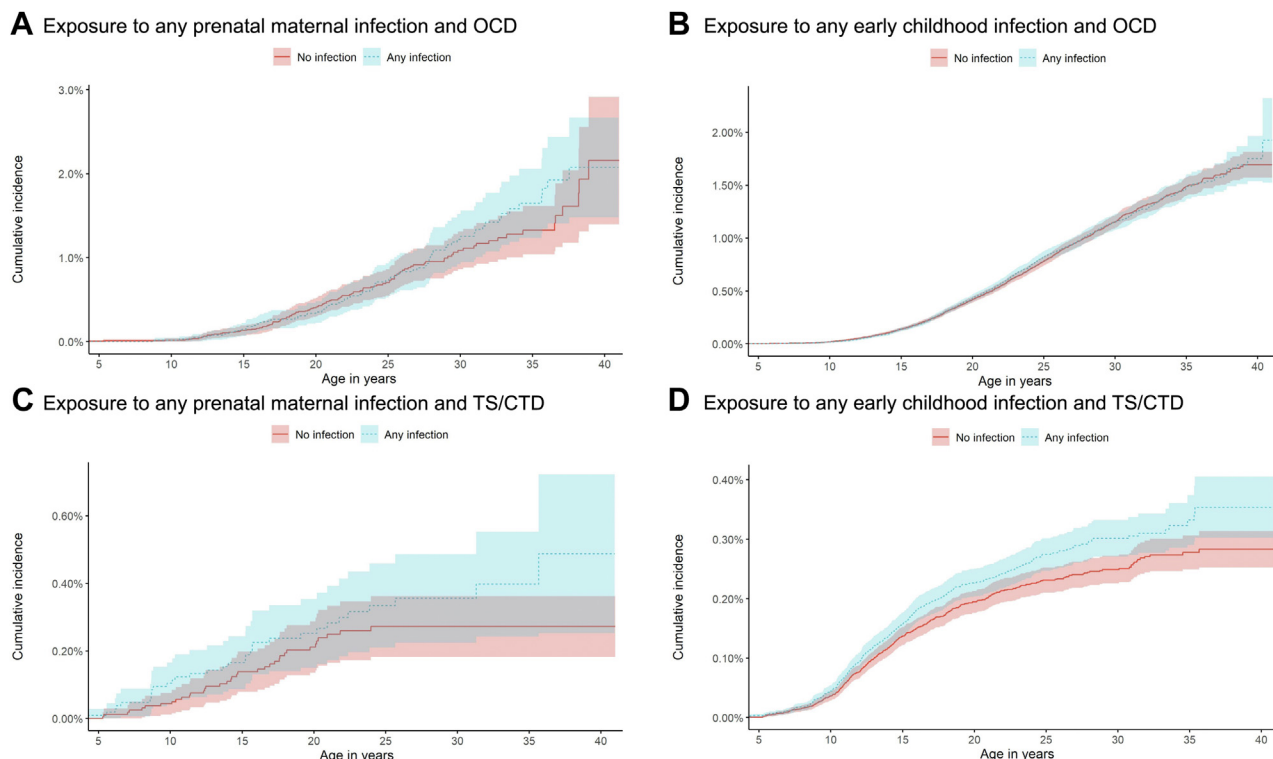 A Exposure to any prenatal maternal infection and OCD
No infection Any infection
Cumulative incidence
3.0%
2.0%
1.0%
0.0%
5 10 15 20 25 30 35 40
Age in years
B Exposure to any early childhood infection and OCD
No infection Any infection
Cumulative incidence
2.00%
1.50%
1.00%
0.50%
0.00%
5 10 15 20 25 30 35 40
Age in years
C Exposure to any prenatal maternal infection and TS/CTD
No infection Any infection
Cumulative incidence
0.60%
0.40%
0.20%
0.00%
5 10 15 20 25 30 35 40
Age in years
D Exposure to any early childhood infection and TS/CTD
No infection Any infection
Cumulative incidence
0.40%
0.30%
0.20%
0.10%
0.00%
5 10 15 20 25 30 35 40
Age in years